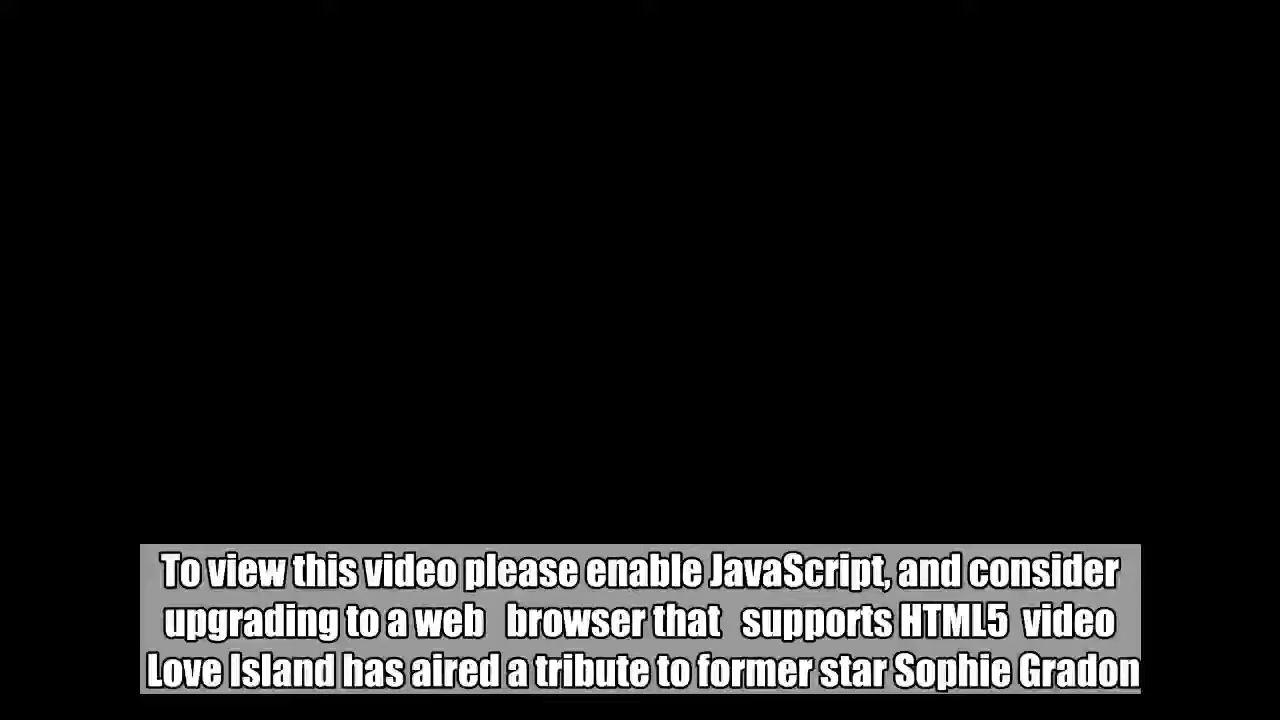 To view this video please enable JavaScript, and consider
upgrading to a web browser that supports HTML5 video
Love Island has aired a tribute to former star Sophie Gradon